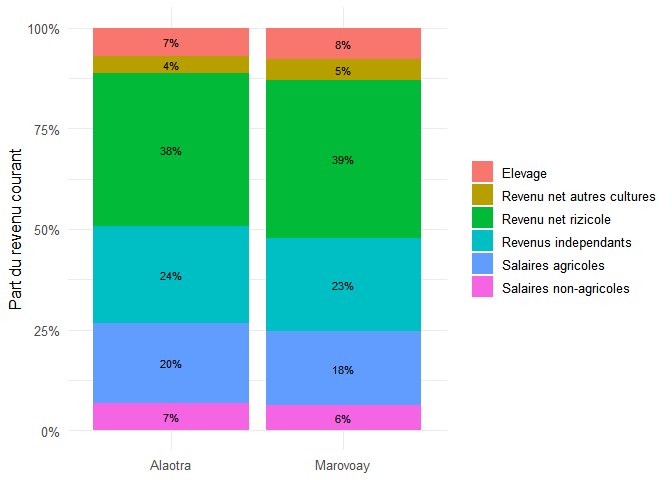 Part du revenu courant
100%
75%
50%
25%
0%
7%
4%
38%
24%
20%
7%
8%
5%
39%
23%
18%
6%
Alaotra
Marovoay
Elevage
Revenu net autres cultures
Revenu net rizicole
Revenus independants
Salaires agricoles
Salaires non-agricoles